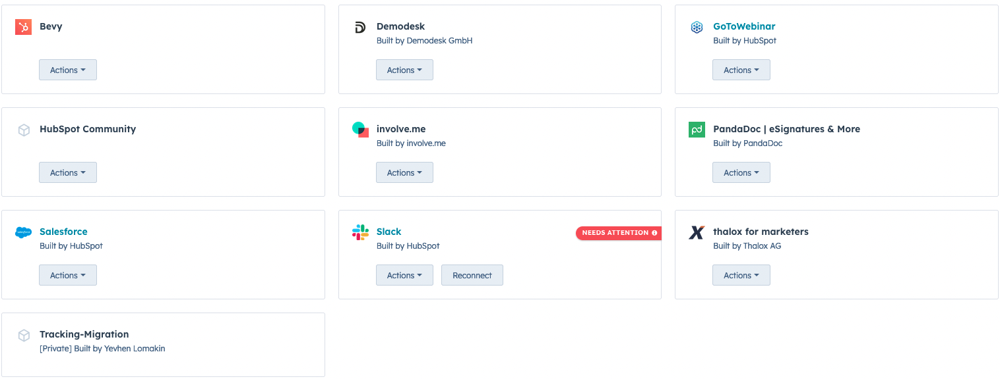 Bevy
Actions
Demodesk
Built by Demodesk GmbH
Actions
GoToWebinar
Built by HubSpot
Actions
HubSpot Community
Actions
involve.me
Built by involve.me
Actions
pd
PandaDoc | eSignatures & More
Built by PandaDoc
Actions
salesforce
Salesforce
Built by HubSpot
Actions
Slack
Built by HubSpot
NEEDS ATTENTION
Actions
Reconnect
thalox for marketers
Built by Thalox AG
Actions
Tracking-Migration
[Private] Built by Yevhen Lomakin